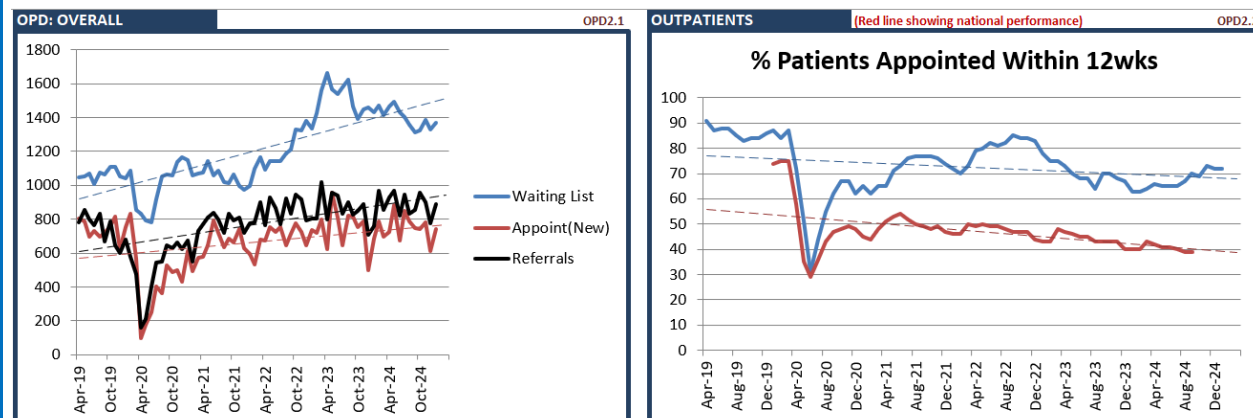 OPD: OVERALL
OPD2.1
1800
1600
1400
1200
1000
800
600
400
200
0
Apr-19
Oct-19
Apr-20
Oct-20
Apr-21
Oct-21
Apr-22
Oct-22
Apr-23
Oct-23
Apr-24
Oct-24
Waiting List
Appoint(New)
Referrals
OUTPATIENTS
(Red line showing national performance)
% Patients Appointed Within 12wks
100
90
80
70
60
50
40
30
20
10
0
Apr-19
Aug-19
Dec-19
Apr-20
Aug-20
Dec-20
Apr-21
Aug-21
Dec-21
Apr-22
Aug-22
Dec-22
Apr-23
Aug-23
Dec-23
Apr-24
Aug-24
Dec-24